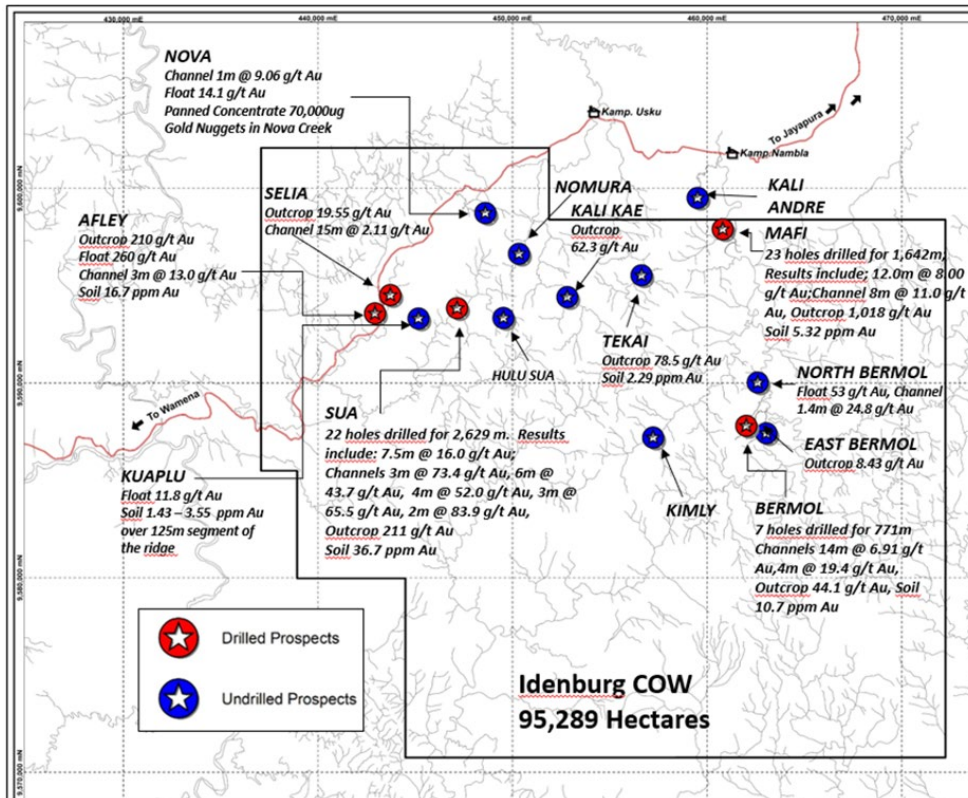 430,000 mE
440,000 mE
450,000 mE
460,000 mE
470,000 mE
NOVA
Channel 1m @ 9.06 g/t Au
Float 14.1 g/t Au
Panned Concentrate 70,000ug
Gold Nuggets in Nova Creek
Kamp. Usku
To Jayapura
Kamp.Nambla
9,600,000 mN
SELIA
Outcrop 19.55 g/t Au
Channel 15m @ 2.11 g/t Au
NOMURA
KALI KAE
Outcrop
62.3 g/t Au
KALI
ANDRE
AFLEY
Outcrop 210 g/t Au
Float 260 g/t Au
Channel 3m @ 13.0 g/t Au
Soil 16.7 ppm Au
MAFI
23 holes drilled for 1,642m,
Results include; 12.0m @ 8.00
g/t Au;Channel 8m @ 11.0 g/t
Au, Outcrop 1,018 g/t Au
Soil 5.32 ppm Au
TEKAI
Outcrop 78.5 g/t Au
Soil 2.29 ppm Au
HULU SUA
9,590,000 mN
To Wamena
NORTH BERMOL
Float 53 g/t Au, Channel
1.4m @ 24.8 g/t Au
SUA
22 holes drilled for 2,629 m. Results
include: 7.5m @ 16.0 g/t Au;
Channels 3m @ 73.4 g/t Au, 6m @
43.7 g/t Au, 4m @ 52.0 g/t Au, 3m @
65.5 g/t Au, 2m @ 83.9 g/t Au,
Outcrop 211 g/t Au
Soil 36.7 ppm Au
EAST BERMOL
Outcrop 8.43 g/t Au
KUAPLU
Float 11.8 g/t Au
Soil 1.43 – 3.55 ppm Au
over 125m segment of
the ridge
KIMLY
BERMOL
7 holes drilled for 771m
Channels 14m @ 6.91 g/t
Au,4m @ 19.4 g/t Au,
Outcrop 44.1 g/t Au, Soil
10.7 ppm Au
9,580,000 mN
Drilled Prospects
Undrilled Prospects
Idenburg COW
95,289 Hectares
9,570,000 mN